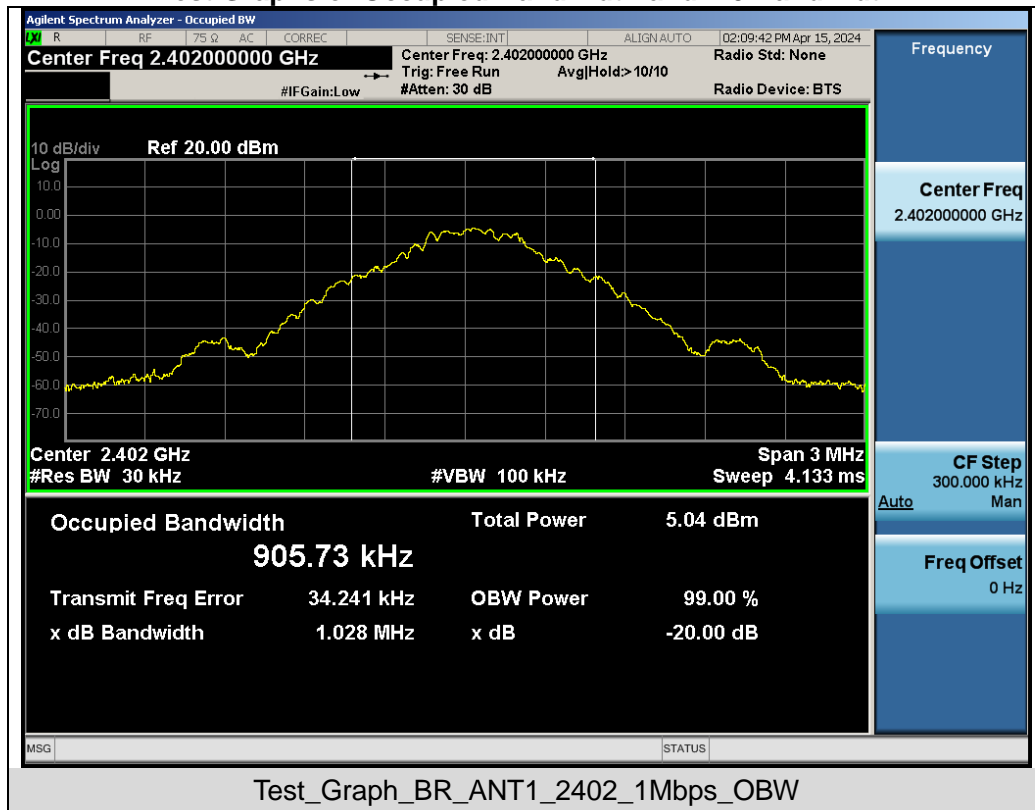 Agilent Spectrum Analyzer - Occupied BW
LXI R RF 75 Ω AC CORREC SENSE:INT ALIGN AUTO 02:09:42 PM Apr 15, 2024
Center Freq 2.402000000 GHz
Center Freq: 2.402000000 GHz Radio Std: None
Trig: Free Run Avg|Hold:>10/10
#IFGain:Low #Atten: 30 dB Radio Device: BTS
10 dB/div Ref 20.00 dBm
Log
10.0
0.00
-10.0
-20.0
-30.0
-40.0
-50.0
-60.0
-70.0
Center 2.402 GHz Span 3 MHz
#Res BW 30 kHz #VBW 100 kHz Sweep 4.133 ms
Occupied Bandwidth Total Power 5.04 dBm
905.73 kHz
Transmit Freq Error 34.241 kHz OBW Power 99.00 %
x dB Bandwidth 1.028 MHz x dB -20.00 dB
MSG STATUS
Frequency
Center Freq
2.402000000 GHz
CF Step
300.000 kHz
Auto Man
Freq Offset
0 Hz
Test_Graph_BR_ANT1_2402_1Mbps_OBW